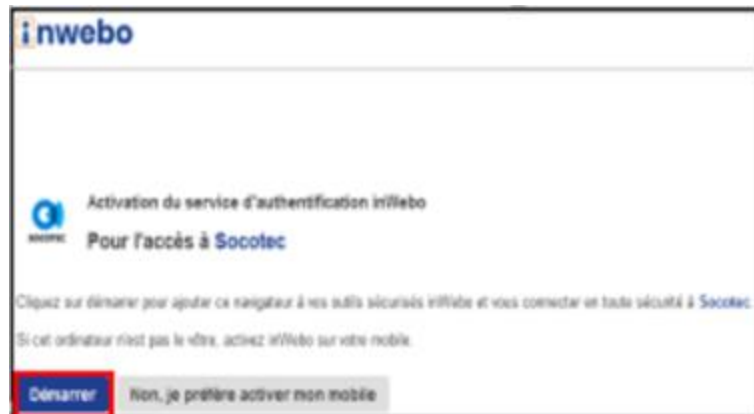 inwebo
Activation du service d'authentification inWebo
SOCOTEC
Pour l'accès à Socotec
Cliquez sur démarrer pour ajouter ce navigateur à vos outils sécurisés inWebo et vous connecter en toute sécurité à Socotec
Si cet ordinateur n'est pas le vôtre, activez inWebo sur votre mobile.
Démarrer Non, je préfère activer mon mobile